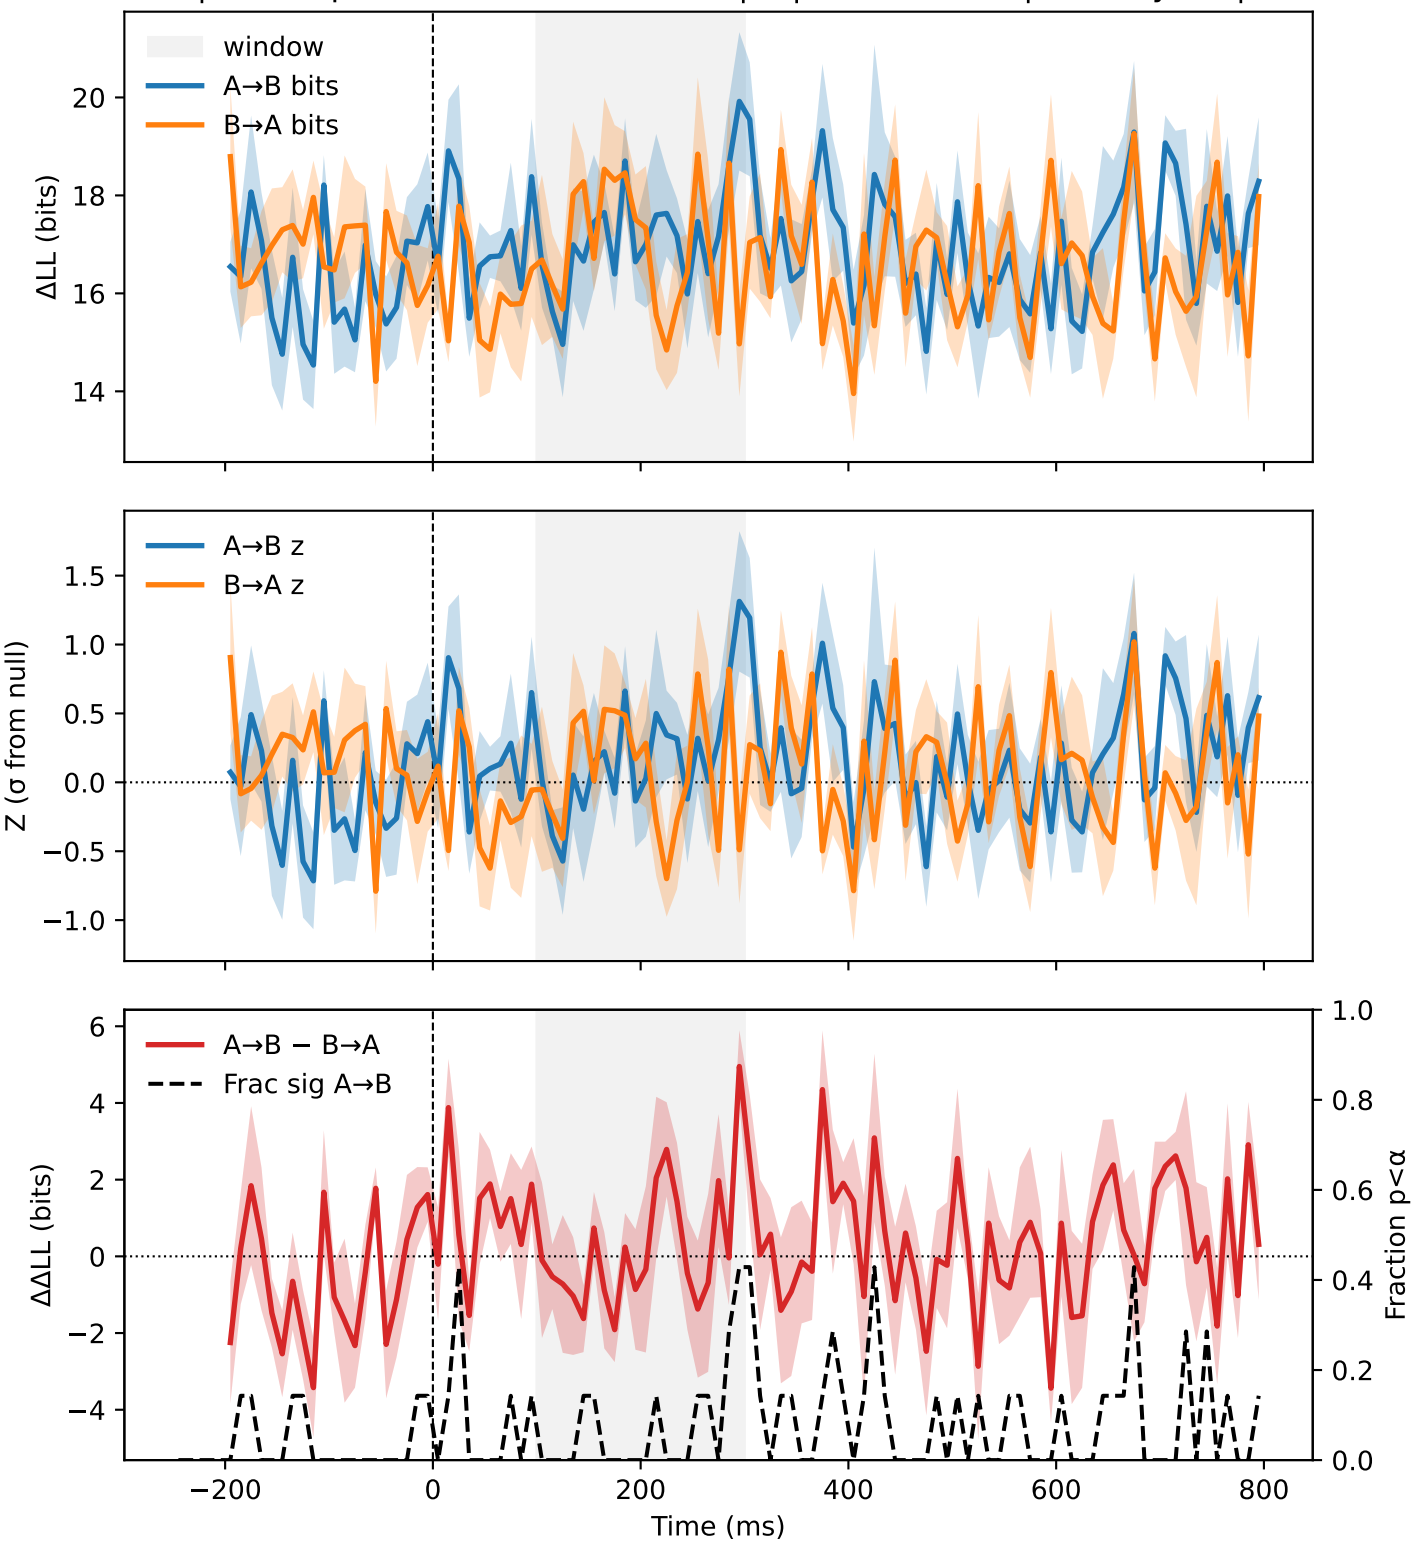 window
A→B bits
B→A bits
20
18
16
14
ΔLL (bits)
A→B z
B→A z
1.5
1.0
0.5
0.0
−0.5
−1.0
Z (σ from null)
A→B − B→A
Frac sig A→B
6
4
2
0
−2
−4
ΔΔLL (bits)
1.0
0.8
0.6
0.4
0.2
0.0
Fraction p<α
−200
0
200
400
600
800
Time (ms)